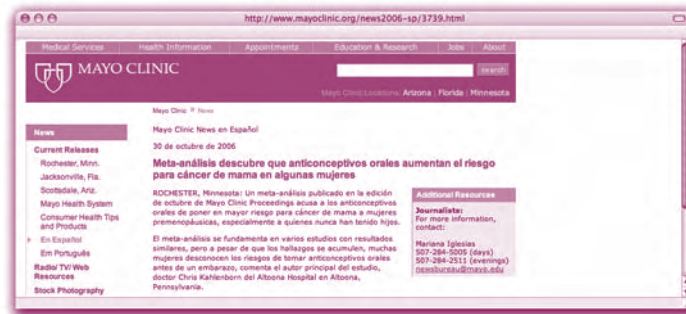 http://www.mayoclinic.org/news2006-sp/3739.html
Medical Services Health Information Appointments Education & Research Jobs About
MAYO CLINIC
search
Mayo Clinic Locations: Arizona | Florida | Minnesota
Mayo Clinic > News
News
Current Releases
Rochester, Minn.
Jacksonville, Fla.
Scottsdale, Ariz.
Mayo Health System
Consumer Health Tips
and Products
En Español
Em Português
Radio/ TV/ Web
Resources
Stock Photography
Mayo Clinic News en Español
30 de octubre de 2006
Meta-análisis descubre que anticonceptivos orales aumentan el riesgo
para cáncer de mama en algunas mujeres
ROCHESTER, Minnesota: Un meta-análisis publicado en la edición
de octubre de Mayo Clinic Proceedings acusa a los anticonceptivos
orales de poner en mayor riesgo para cáncer de mama a mujeres
premenopáusicas, especialmente a quienes nunca han tenido hijos.
El meta-análisis se fundamenta en varios estudios con resultados
similares, pero a pesar de que los hallazgos se acumulen, muchas
mujeres desconocen los riesgos de tomar anticonceptivos orales
antes de un embarazo, comenta el autor principal del estudio,
doctor Chris Kahlenborn del Altoona Hospital en Altoona,
Pennsylvania.
Additional Resources
Journalists:
For more information,
contact:
Mariana Iglesias
507-284-5005 (days)
507-284-2511 (evenings)
newsbureau@mayo.edu